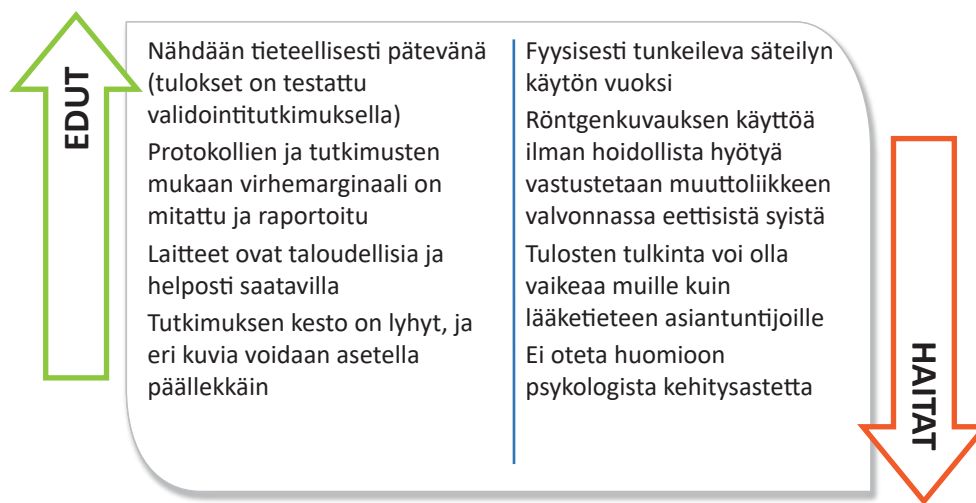 EDUT
Nähdään tieteellisesti pätevänä
(tulokset on testattu
validointitutkimuksella)
Protokollien ja tutkimusten
mukaan virhemarginaali on
mitattu ja raportoitu
Laitteet ovat taloudellisia ja
helposti saatavilla
Tutkimuksen kesto on lyhyt, ja
eri kuvia voidaan asetella
päällekkäin
Fyysisesti tunkeileva säteilyn
käytön vuoksi
Röntgenkuvauksen käyttöä
ilman hoidollista hyötyä
vastustetaan muuttoliikkeen
valvonnassa eettisistä syistä
Tulosten tulkinta voi olla
vaikeaa muille kuin
lääketieteen asiantuntijoille
Ei oteta huomioon
psykologista kehitysastetta
HAITAT